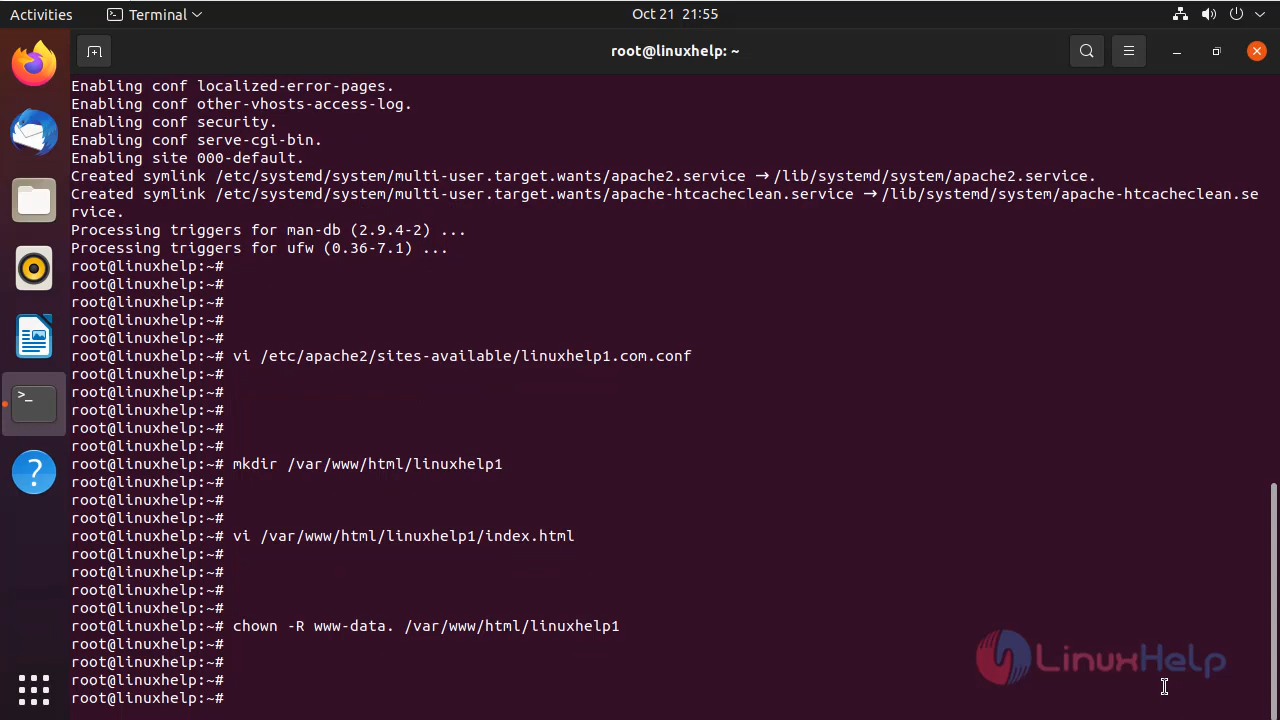 Activities Terminal Oct 21 21:55
root@linuxhelp: ~
Enabling conf localized-error-pages.
Enabling conf other-vhosts-access-log.
Enabling conf security.
Enabling conf serve-cgi-bin.
Enabling site 000-default.
Created symlink /etc/systemd/system/multi-user.target.wants/apache2.service → /lib/systemd/system/apache2.service.
Created symlink /etc/systemd/system/multi-user.target.wants/apache-htcacheclean.service → /lib/systemd/system/apache-htcacheclean.se
rvice.
Processing triggers for man-db (2.9.4-2) ...
Processing triggers for ufw (0.36-7.1) ...
root@linuxhelp:~#
root@linuxhelp:~#
root@linuxhelp:~#
root@linuxhelp:~#
root@linuxhelp:~#
root@linuxhelp:~# vi /etc/apache2/sites-available/linuxhelp1.com.conf
root@linuxhelp:~#
root@linuxhelp:~#
root@linuxhelp:~#
root@linuxhelp:~#
root@linuxhelp:~#
root@linuxhelp:~# mkdir /var/www/html/linuxhelp1
root@linuxhelp:~#
root@linuxhelp:~#
root@linuxhelp:~#
root@linuxhelp:~# vi /var/www/html/linuxhelp1/index.html
root@linuxhelp:~#
root@linuxhelp:~#
root@linuxhelp:~#
root@linuxhelp:~#
root@linuxhelp:~# chown -R www-data. /var/www/html/linuxhelp1
root@linuxhelp:~#
root@linuxhelp:~#
root@linuxhelp:~#
root@linuxhelp:~#
LinuxHelp